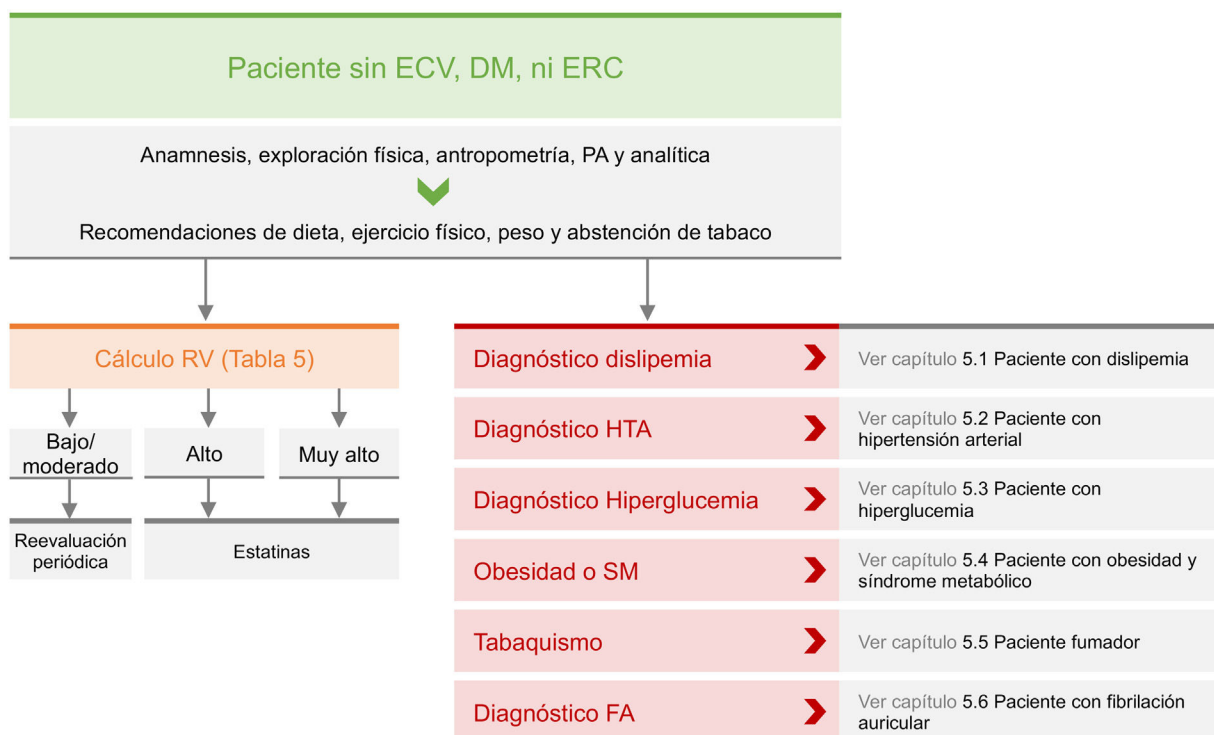 Paciente sin ECV, DM, ni ERC
Anamnesis, exploración física, antropometría, PA y analítica
Recomendaciones de dieta, ejercicio físico, peso y abstención de tabaco
Cálculo RV (Tabla 5)
Bajo/
moderado
Alto
Muy alto
Reevaluación
periódica
Estatinas
Diagnóstico dislipemia
Ver capítulo 5.1 Paciente con dislipemia
Diagnóstico HTA
Ver capítulo 5.2 Paciente con
hipertensión arterial
Diagnóstico Hiperglucemia
Ver capítulo 5.3 Paciente con
hiperglucemia
Obesidad o SM
Ver capítulo 5.4 Paciente con obesidad y
síndrome metabólico
Tabaquismo
Ver capítulo 5.5 Paciente fumador
Diagnóstico FA
Ver capítulo 5.6 Paciente con fibrilación
auricular